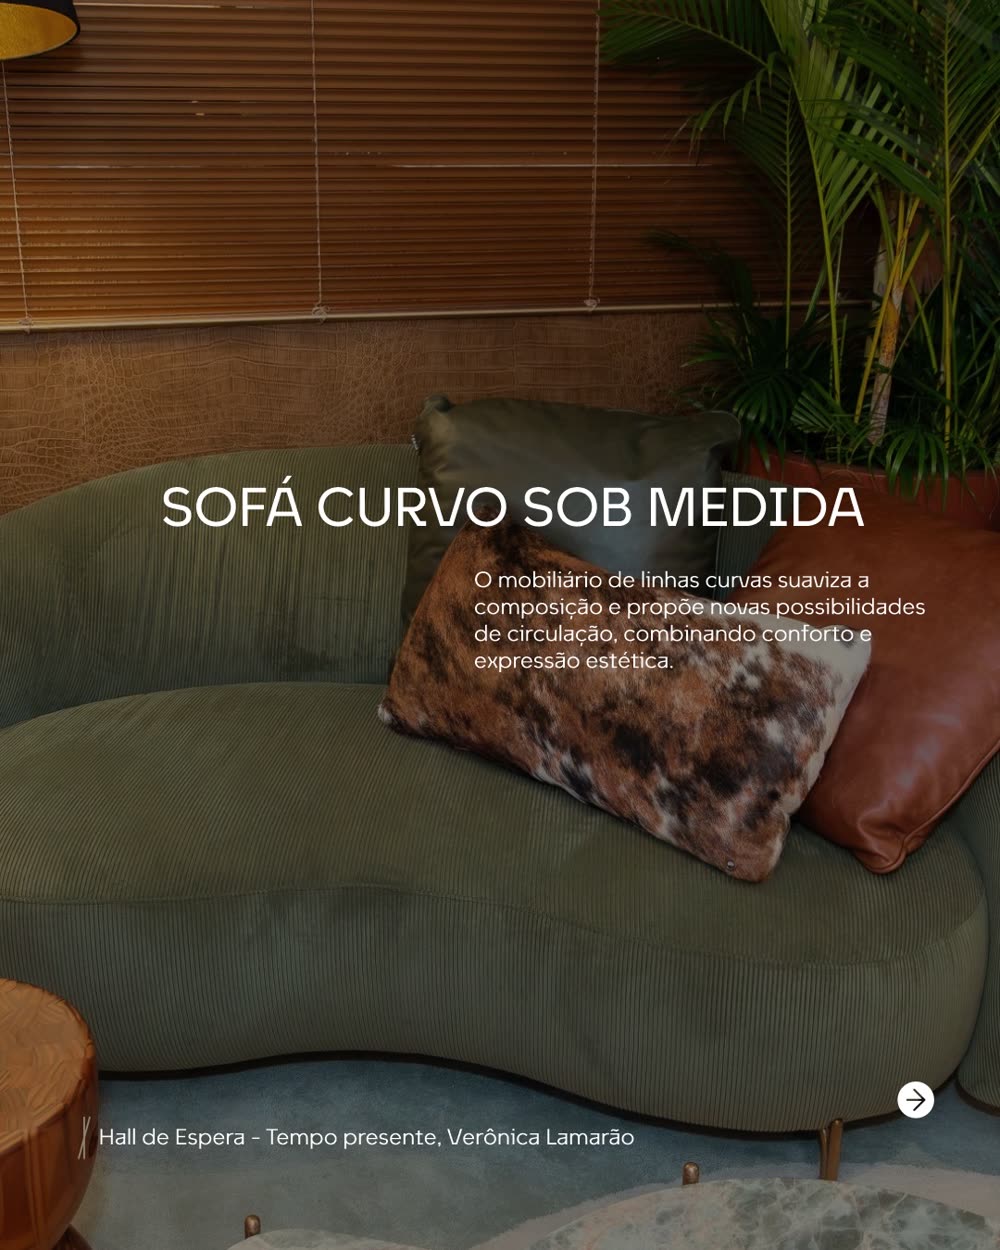 SOFÁ CURVO SOB MEDIDA
O mobiliário de linhas curvas suaviza a
composição e propõe novas possibilidades
de circulação, combinando conforto e
expressão estética.
Hall de Espera - Tempo presente, Verônica Lamarão